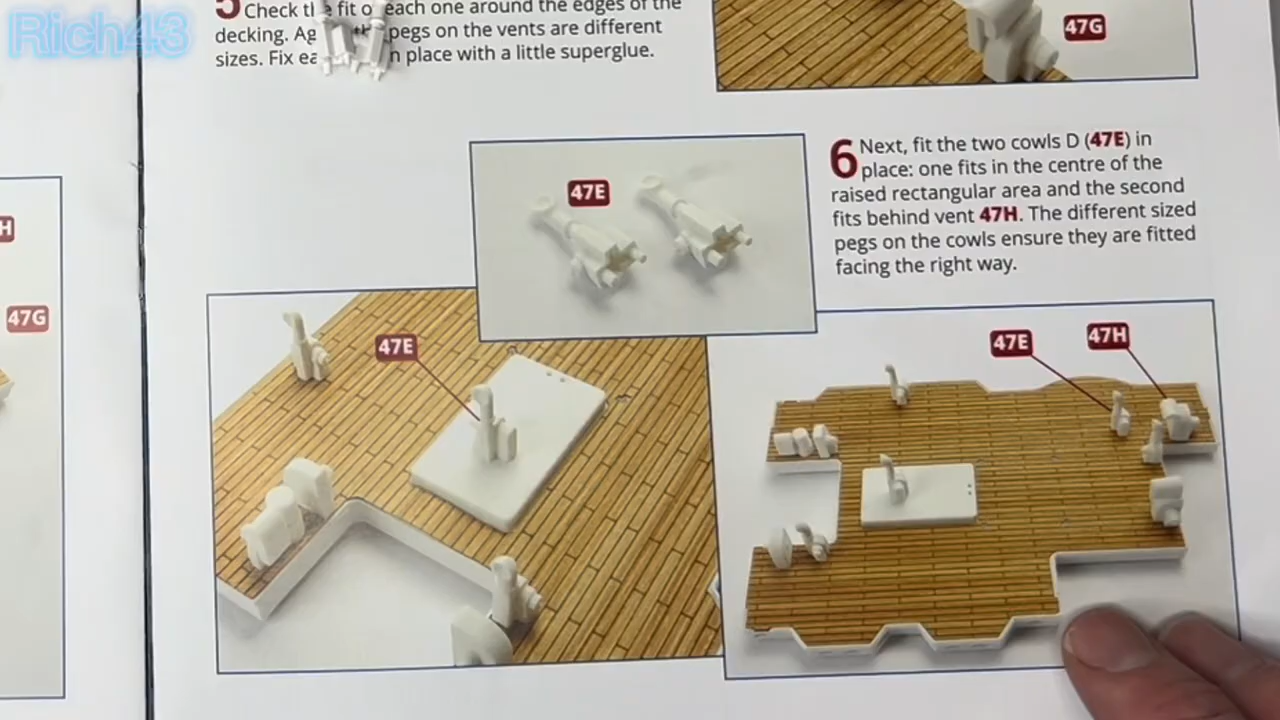 Rich43
5 Check the fit o each one around the edges of the
decking. Ag the pegs on the vents are different
sizes. Fix ea n place with a little superglue.
47G
6 Next, fit the two cowls D (47E) in
place: one fits in the centre of the
raised rectangular area and the second
fits behind vent 47H. The different sized
pegs on the cowls ensure they are fitted
facing the right way.
47E
H
47G
47E
47E
47H